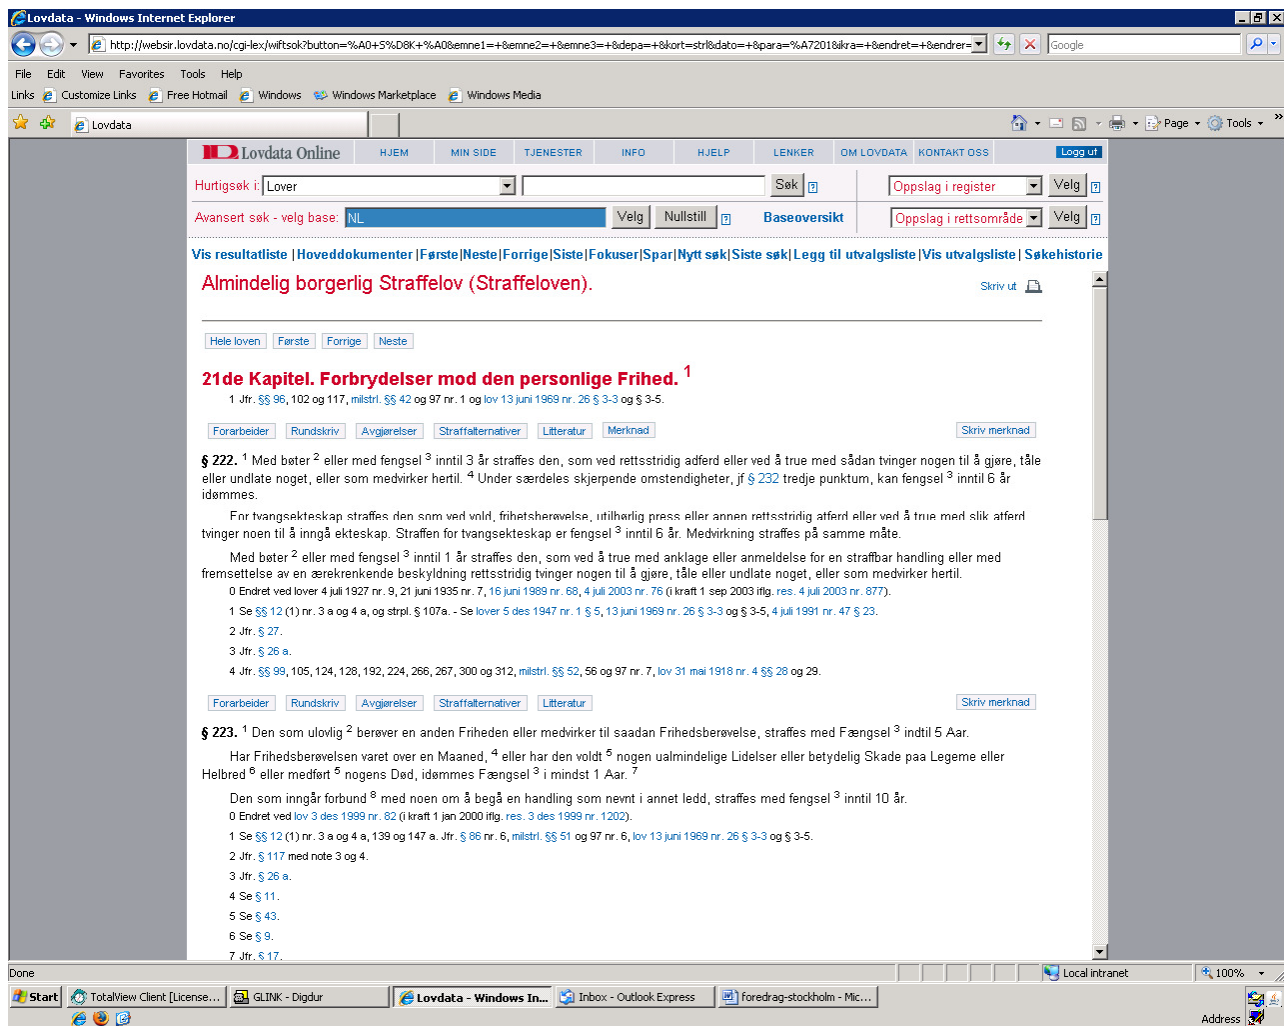 Lovdata - Windows Internet Explorer
http://websir.lovdata.no/cgi-lex/wiftsok?button=%A0+S%D8K+%A0&emne1=+&emne2=+&emne3=+&depa=+&kort=strl&dato=+&para=%A7201&ikra=+&endret=+&endrer=
Google
File Edit View Favorites Tools Help
Links Customize Links Free Hotmail Windows Windows Marketplace Windows Media
Lovdata
Page Tools »
Lovdata Online HJEM MIN SIDE TJENESTER INFO HJELP LENKER OM LOVDATA KONTAKT OSS Logg ut
Hurtigsøk i: Lover Søk ? Oppslag i register Velg ?
Avansert søk - velg base: NL Velg Nullstill ? Baseoversikt Oppslag i rettsområde Velg ?
Vis resultatliste |Hoveddokumenter|Første|Neste|Forrige|Siste|Fokuser|Spar|Nytt søk|Siste søk|Legg til utvalgsliste|Vis utvalgsliste| Søkehistorie
Almindelig borgerlig Straffelov (Straffeloven). Skriv ut
Hele loven Første Forrige Neste
21de Kapitel. Forbrydelser mod den personlige Frihed. 1
1 Jfr. §§ 96, 102 og 117, milstrl. §§ 42 og 97 nr. 1 og lov 13 juni 1969 nr. 26 § 3-3 og § 3-5.
Forarbeider Rundskriv Avgjørelser Straffalternativer Litteratur Merknad Skriv merknad
§ 222. 1 Med bøter 2 eller med fengsel 3 inntil 3 år straffes den, som ved rettsstridig adferd eller ved å true med sådan tvinger nogen til å gjøre, tåle
eller undlate noget, eller som medvirker hertil. 4 Under særdeles skjerpende omstendigheter, jf § 232 tredje punktum, kan fengsel 3 inntil 6 år
idømmes.
For tvangsekteskap straffes den som ved vold, frihetsberøvelse, utilhørlig press eller annen rettsstridig atferd eller ved å true med slik atferd
tvinger noen til å inngå ekteskap. Straffen for tvangsekteskap er fengsel 3 inntil 6 år. Medvirkning straffes på samme måte.
Med bøter 2 eller med fengsel 3 inntil 1 år straffes den, som ved å true med anklage eller anmeldelse for en straffbar handling eller med
fremsettelse av en ærekrenkende beskyldning rettsstridig tvinger nogen til å gjøre, tåle eller undlate noget, eller som medvirker hertil.
0 Endret ved lover 4 juli 1927 nr. 9, 21 juni 1935 nr. 7, 16 juni 1989 nr. 68, 4 juli 2003 nr. 76 (i kraft 1 sep 2003 iflg. res. 4 juli 2003 nr. 877).
1 Se §§ 12 (1) nr. 3 a og 4 a, og strpl. § 107a. - Se lover 5 des 1947 nr. 1 § 5, 13 juni 1969 nr. 26 § 3-3 og § 3-5, 4 juli 1991 nr. 47 § 23.
2 Jfr. § 27.
3 Jfr. § 26 a.
4 Jfr. §§ 99, 105, 124, 128, 192, 224, 266, 267, 300 og 312, milstrl. §§ 52, 56 og 97 nr. 7, lov 31 mai 1918 nr. 4 §§ 28 og 29.
Forarbeider Rundskriv Avgjørelser Straffalternativer Litteratur Skriv merknad
§ 223. 1 Den som ulovlig 2 berøver en anden Friheden eller medvirker til saadan Frihedsberøvelse, straffes med Fængsel 3 indtil 5 Aar.
Har Frihedsberøvelsen varet over en Maaned, 4 eller har den voldt 5 nogen ualmindelige Lidelser eller betydelig Skade paa Legeme eller
Helbred 6 eller medført 5 nogens Død, idømmes Fængsel 3 i mindst 1 Aar. 7
Den som inngår forbund 8 med noen om å begå en handling som nevnt i annet ledd, straffes med fengsel 3 inntil 10 år.
0 Endret ved lov 3 des 1999 nr. 82 (i kraft 1 jan 2000 iflg. res. 3 des 1999 nr. 1202).
1 Se §§ 12 (1) nr. 3 a og 4 a, 139 og 147 a. Jfr. § 86 nr. 6, milstrl. §§ 51 og 97 nr. 6, lov 13 juni 1969 nr. 26 § 3-3 og § 3-5.
2 Jfr. § 117 med note 3 og 4.
3 Jfr. § 26 a.
4 Se § 11.
5 Se § 43.
6 Se § 9.
7 Jfr. § 17.
Done Local intranet 100%
Start TotalView Client [License... GLINK - Digdur Lovdata - Windows In... Inbox - Outlook Express foredrag-stockholm - Mic...
Address